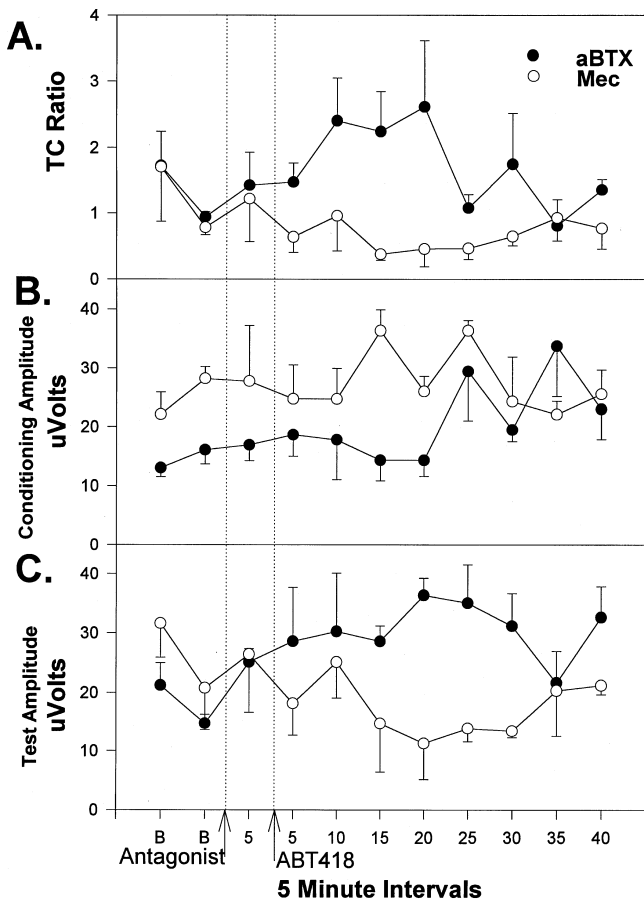 A.
TC Ratio
4
3
2
1
0
aBTX
Mec
B.
Conditioning Amplitude
uVolts
40
30
20
10
0
C.
Test Amplitude
uVolts
40
30
20
10
0
B B 5 5 10 15 20 25 30 35 40
Antagonist ABT418
5 Minute Intervals